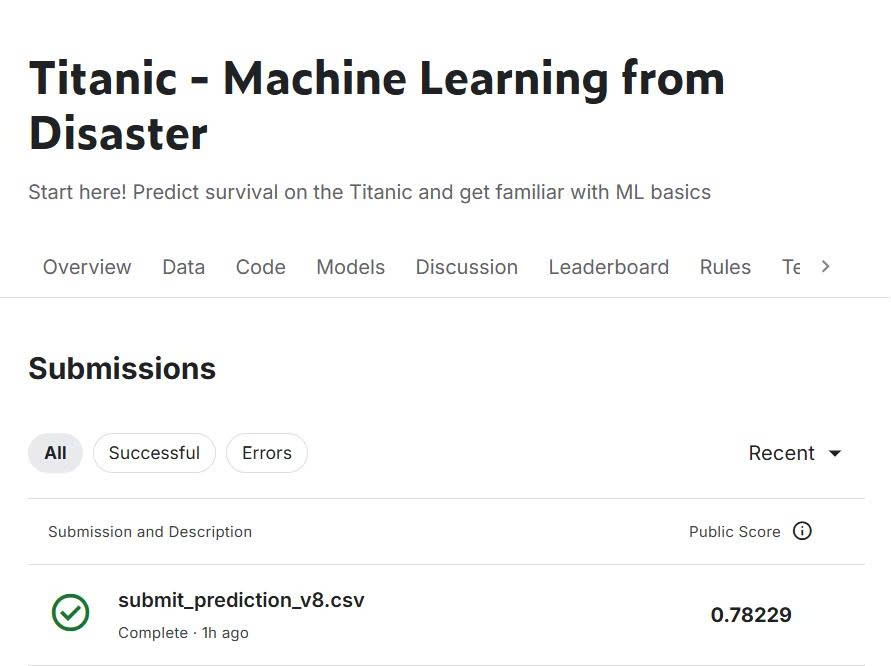 Titanic - Machine Learning from
Disaster
Start here! Predict survival on the Titanic and get familiar with ML basics
Overview Data Code Models Discussion Leaderboard Rules Te
Submissions
All Successful Errors Recent
Submission and Description Public Score
submit_prediction_v8.csv 0.78229
Complete · 1h ago